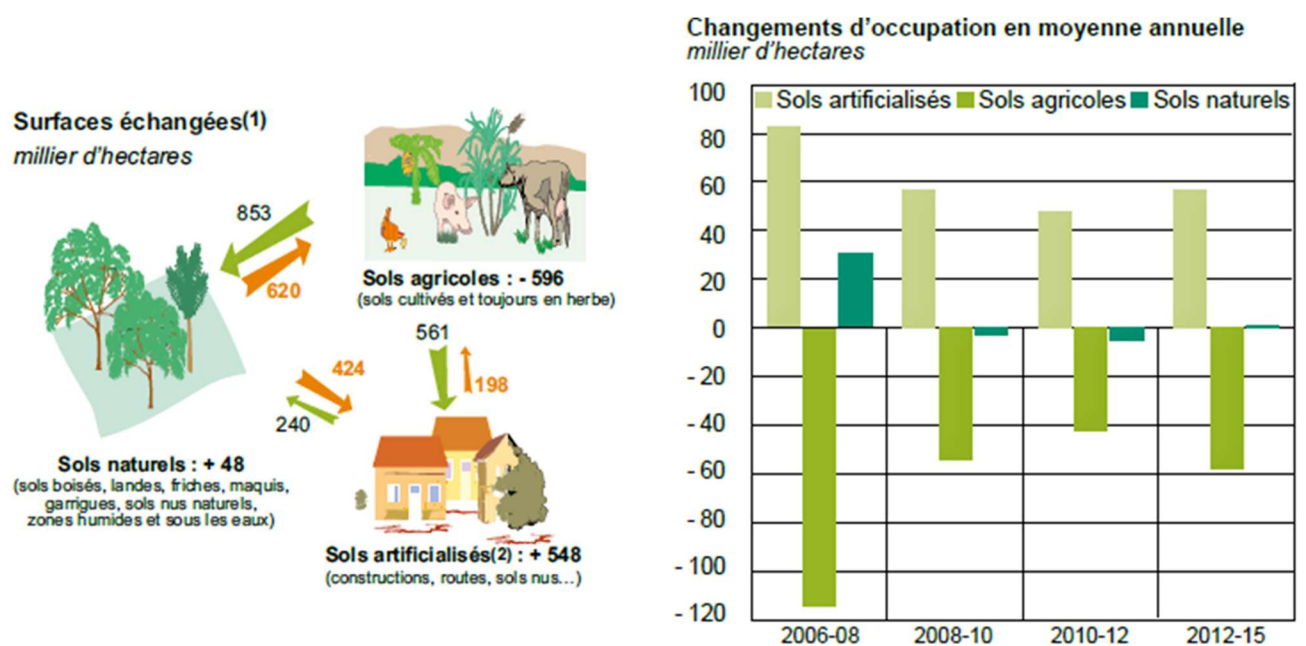 Surfaces échangées(1)
millier d'hectares
853
620
Sols agricoles : - 596
(sols cultivés et toujours en herbe)
561
198
424
240
Sols naturels : + 48
(sols boisés, landes, friches, maquis,
garrigues, sols nus naturels,
zones humides et sous les eaux)
Sols artificialisés(2) : + 548
(constructions, routes, sols nus...)
Changements d'occupation en moyenne annuelle
millier d'hectares
Sols artificialisés Sols agricoles Sols naturels
100
80
60
40
20
0
- 20
- 40
- 60
- 80
- 100
- 120
2006-08 2008-10 2010-12 2012-15